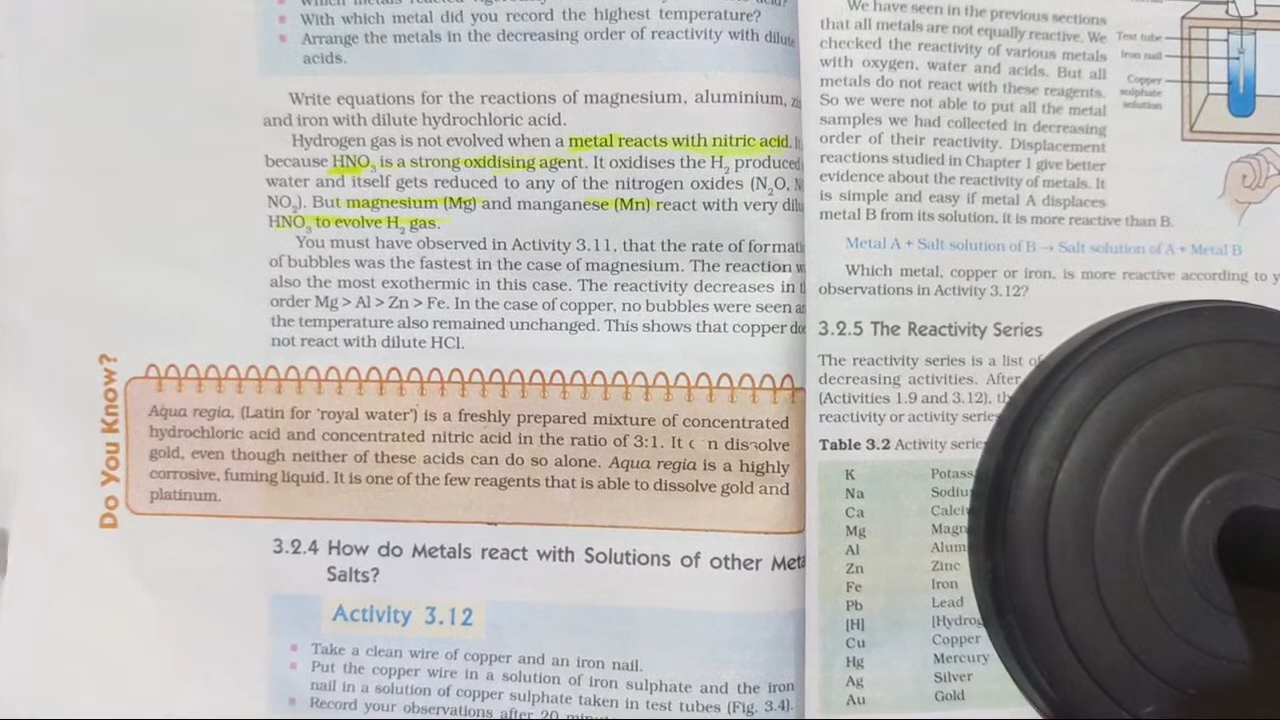 With which metal did you record the highest temperature?
Arrange the metals in the decreasing order of reactivity with dilute
acids.
Write equations for the reactions of magnesium, aluminium,
and iron with dilute hydrochloric acid.
Hydrogen gas is not evolved when a metal reacts with nitric acid. It
because HNO₃ is a strong oxidising agent. It oxidises the H₂ produced
water and itself gets reduced to any of the nitrogen oxides (N₂O,
NO₂). But magnesium (Mg) and manganese (Mn) react with very
HNO₃ to evolve H₂ gas.
You must have observed in Activity 3.11, that the rate of
of bubbles was the fastest in the case of magnesium. The reaction
also the most exothermic in this case. The reactivity decreases in
order Mg > Al > Zn > Fe. In the case of copper, no bubbles were seen
the temperature also remained unchanged. This shows that copper
not react with dilute HCl.
Do You Know?
Aqua regia, (Latin for 'royal water') is a freshly prepared mixture of concentrated
hydrochloric acid and concentrated nitric acid in the ratio of 3:1. It dissolve
gold, even though neither of these acids can do so alone. Aqua regia is a highly
corrosive, fuming liquid. It is one of the few reagents that is able to dissolve gold and
platinum.
3.2.4 How do Metals react with Solutions of other
Salts?
Activity 3.12
Take a clean wire of copper and an iron nail.
Put the copper wire in a solution of iron sulphate and the iron
nail in a solution of copper sulphate taken in test tubes (Fig. 3.4).
Record your observations after 20
We have seen in the previous sections
that all metals are not equally reactive. We
checked the reactivity of various metals
with oxygen, water and acids. But all
metals do not react with these reagents.
So we were not able to put all the metal
samples we had collected in decreasing
order of their reactivity. Displacement
reactions studied in Chapter 1 give better
evidence about the reactivity of metals. It
is simple and easy if metal A displaces
metal B from its solution, it is more reactive than B.
Test tube
Iron nail
Copper
sulphate
solution
Metal A + Salt solution of B → Salt solution of A + Metal B
Which metal, copper or iron, is more reactive according to
observations in Activity 3.12?
3.2.5 The Reactivity Series
The reactivity series is a list of
decreasing activities. After
(Activities 1.9 and 3.12),
reactivity or activity
Table 3.2 Activity
K
Na
Ca
Mg
Al
Zn Zinc
Fe Iron
Pb Lead
[H]
Cu Copper
Hg Mercury
Ag Silver
Au Gold